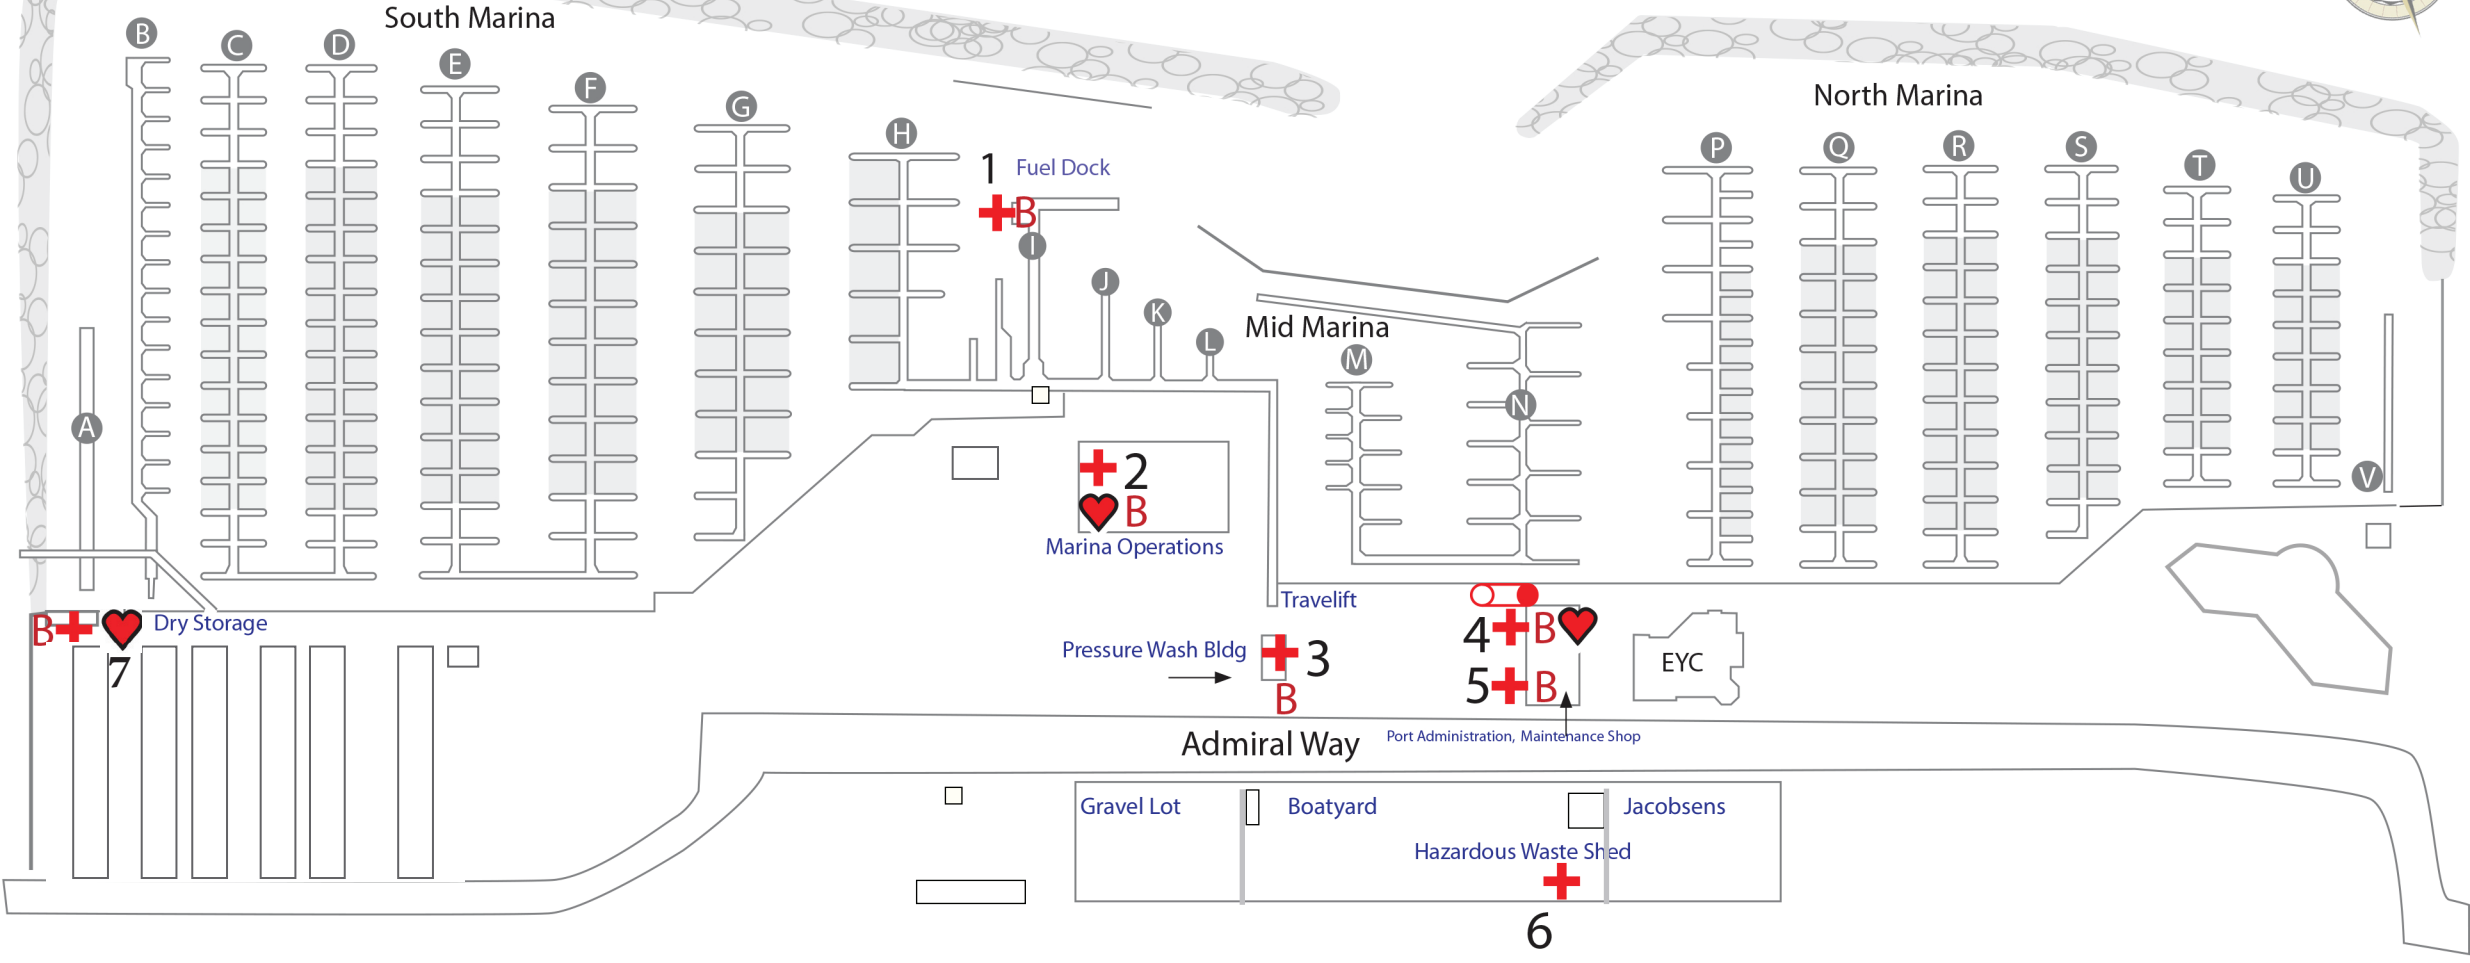 South Marina
B
C
D
E
F
G
H
North Marina
P
Q
R
S
T
U
1
Fuel Dock
B
I
J
K
L
Mid Marina
M
N
A
V
2
B
Marina Operations
B
7
Dry Storage
Travelift
Pressure Wash Bldg
3
B
4
B
5
B
EYC
Admiral Way
Port Administration, Maintenance Shop
Gravel Lot
Boatyard
Jacobsens
Hazardous Waste Shed
6